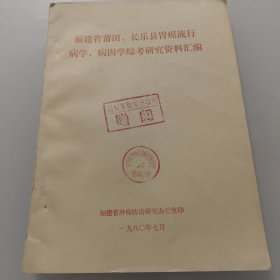 福建省莆田、长乐县胃癌流行
病学、病因学综考研究资料汇编
福建省肿瘤防治研究办公室印
一九八〇年七月